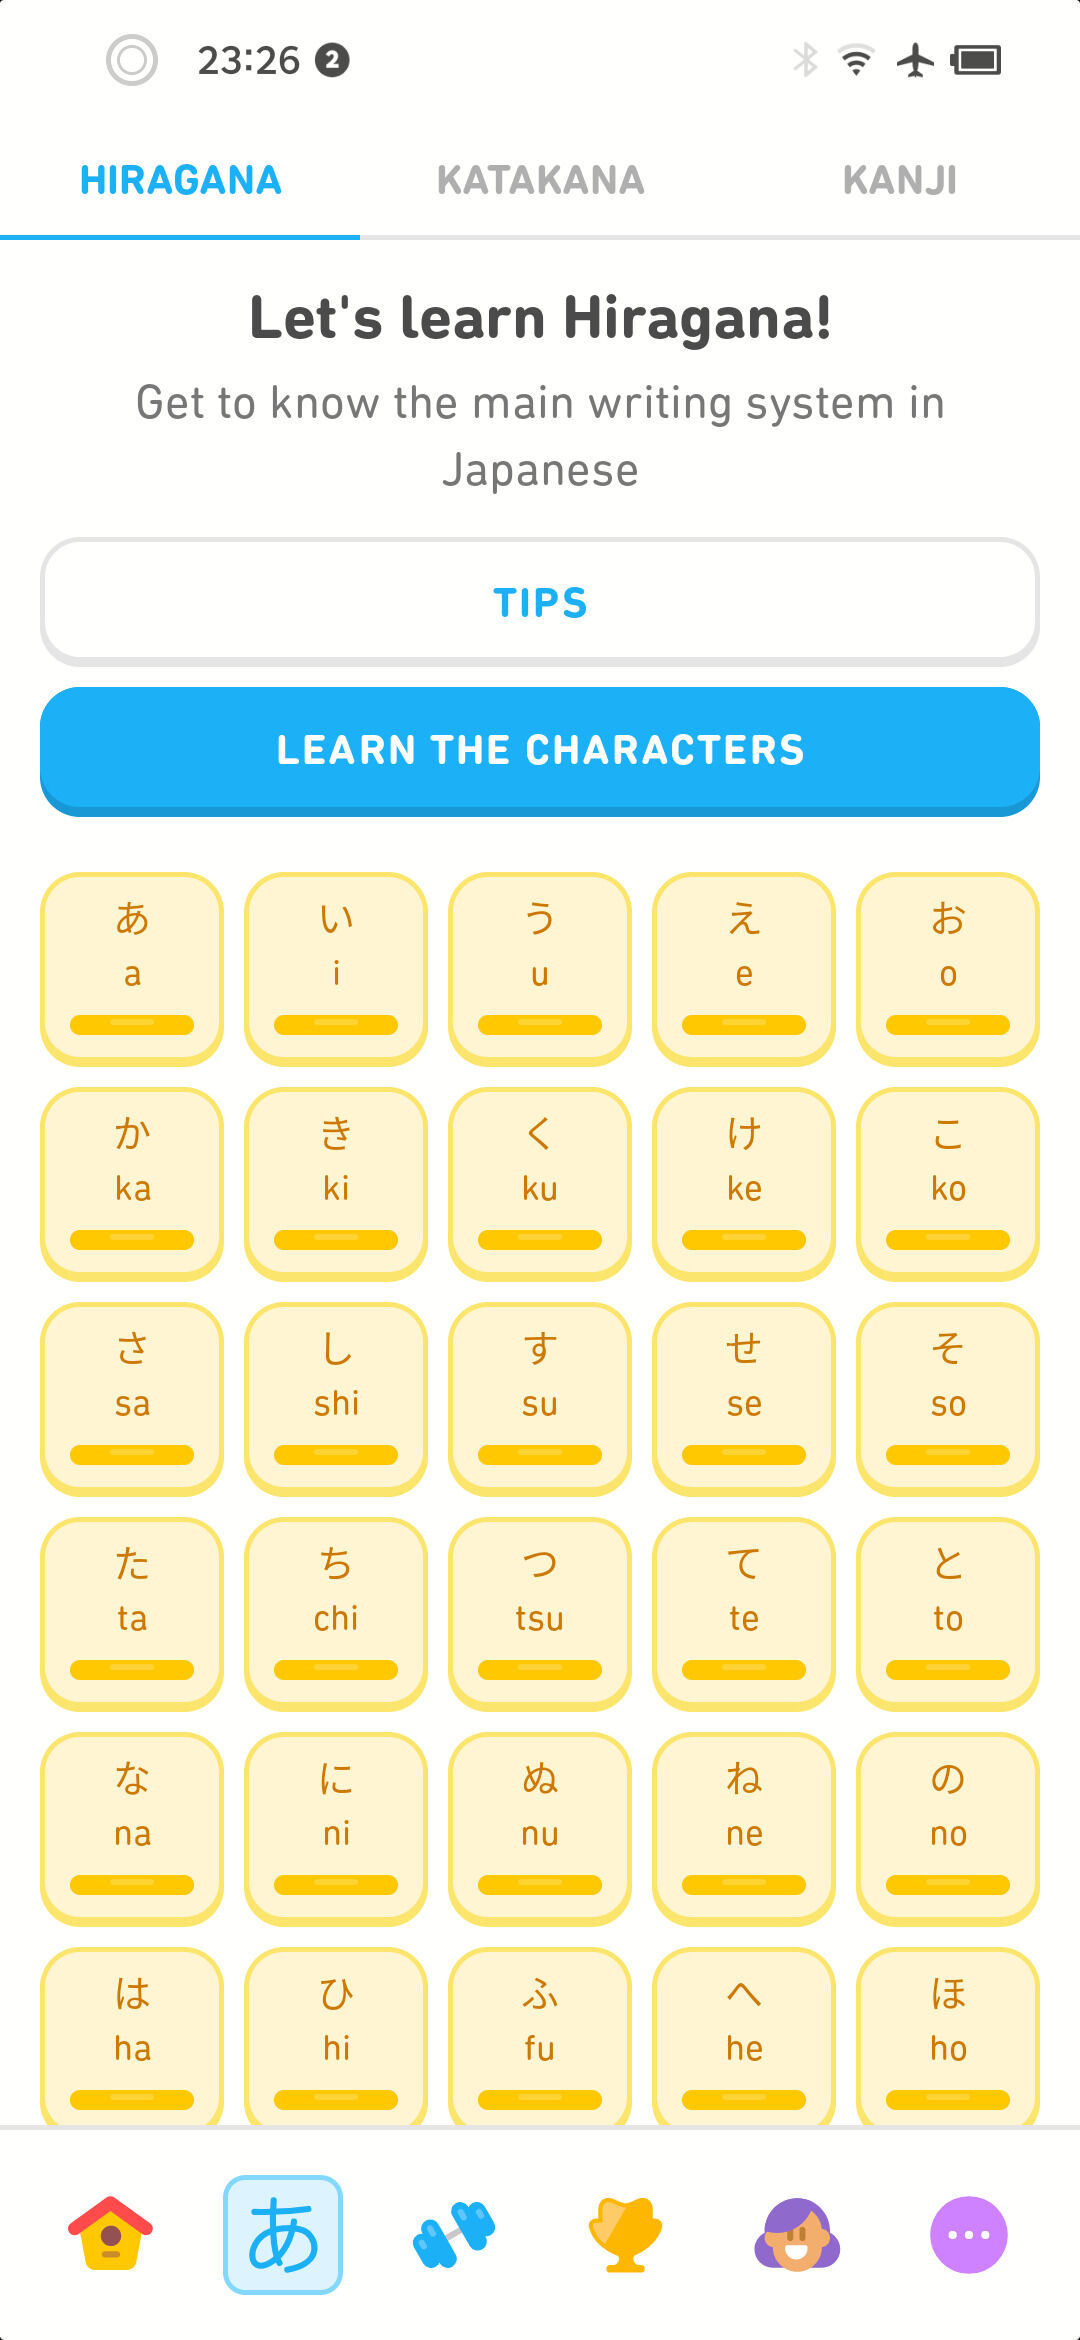 23:26 2
HIRAGANA KATAKANA KANJI
Let's learn Hiragana!
Get to know the main writing system in
Japanese
TIPS
LEARN THE CHARACTERS
あ い う え お
a i u e o
か き く け こ
ka ki ku ke ko
さ し す せ そ
sa shi su se so
た ち つ て と
ta chi tsu te to
な に ぬ ね の
na ni nu ne no
は ひ ふ へ ほ
ha hi fu he ho
あ